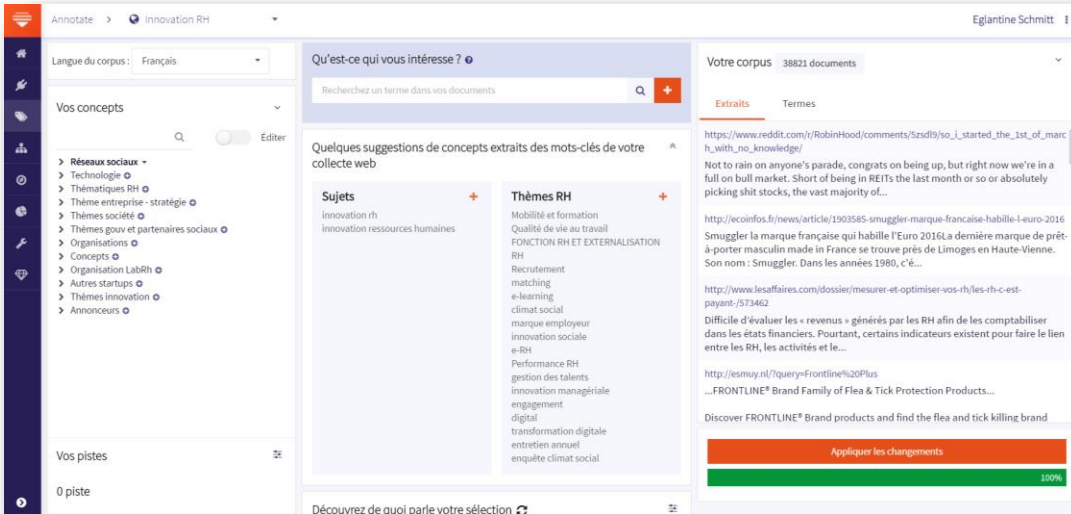 Annotate > Innovation RH
Eglantine Schmitt
Langue du corpus : Français
Vos concepts
Éditer
> Réseaux sociaux
> Technologie
> Thématiques RH
> Thème entreprise - stratégie
> Thèmes société
> Thèmes gouv et partenaires sociaux
> Organisations
> Concepts
> Organisation LabRh
> Autres startups
> Thèmes innovation
> Annonceurs
Vos pistes
0 piste
Qu'est-ce qui vous intéresse ?
Recherchez un terme dans vos documents
+
Quelques suggestions de concepts extraits des mots-clés de votre
collecte web
Sujets +
innovation rh
innovation ressources humaines
Thèmes RH +
Mobilité et formation
Qualité de vie au travail
FONCTION RH ET EXTERNALISATION
RH
Recrutement
matching
e-learning
climat social
marque employeur
innovation sociale
e-RH
Performance RH
gestion des talents
innovation managériale
engagement
digital
transformation digitale
entretien annuel
enquête climat social
Découvrez de quoi parle votre sélection
Votre corpus 38821 documents
Extraits Termes
https://www.reddit.com/r/RobinHood/comments/5zsdl9/so_i_started_the_1st_of_marc
h_with_no_knowledge/
Not to rain on anyone's parade, congrats on being up, but right now we're in a
full on bull market. Short of being in REITs the last month or so or absolutely
picking shit stocks, the vast majority of...
http://ecoinfos.fr/news/article/1903585-smuggler-marque-francaise-habille-l-euro-2016
Smuggler la marque française qui habille l'Euro 2016La dernière marque de prêt-
à-porter masculin made in France se trouve près de Limoges en Haute-Vienne.
Son nom : Smuggler. Dans les années 1980, c'é...
http://www.lesaffaires.com/dossier/mesurer-et-optimiser-vos-rh/les-rh-c-est-
payant-/573462
Difficile d'évaluer les « revenus » générés par les RH afin de les comptabiliser
dans les états financiers. Pourtant, certains indicateurs existent pour faire le lien
entre les RH, les activités et le...
http://esmuy.nl/?query=Frontline%20Plus
...FRONTLINE® Brand Family of Flea & Tick Protection Products...
Discover FRONTLINE® Brand products and find the flea and tick killing brand
Appliquer les changements
100%